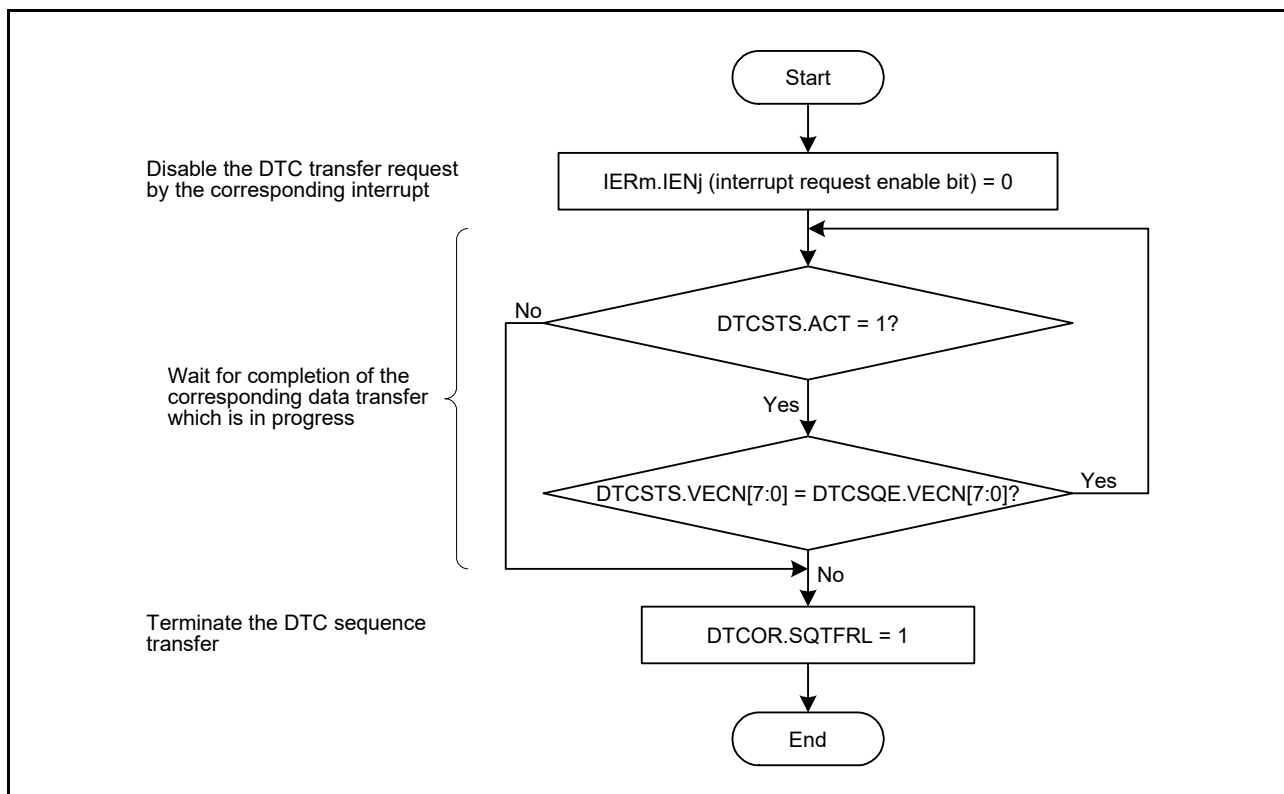 Start
Disable the DTC transfer request
by the corresponding interrupt
IERm.IENj (interrupt request enable bit) = 0
No
DTCSTS.ACT = 1?
Wait for completion of the
corresponding data transfer
which is in progress
Yes
DTCSTS.VECN[7:0] = DTCSQE.VECN[7:0]?
Yes
No
Terminate the DTC sequence
transfer
DTCOR.SQTFRL = 1
End